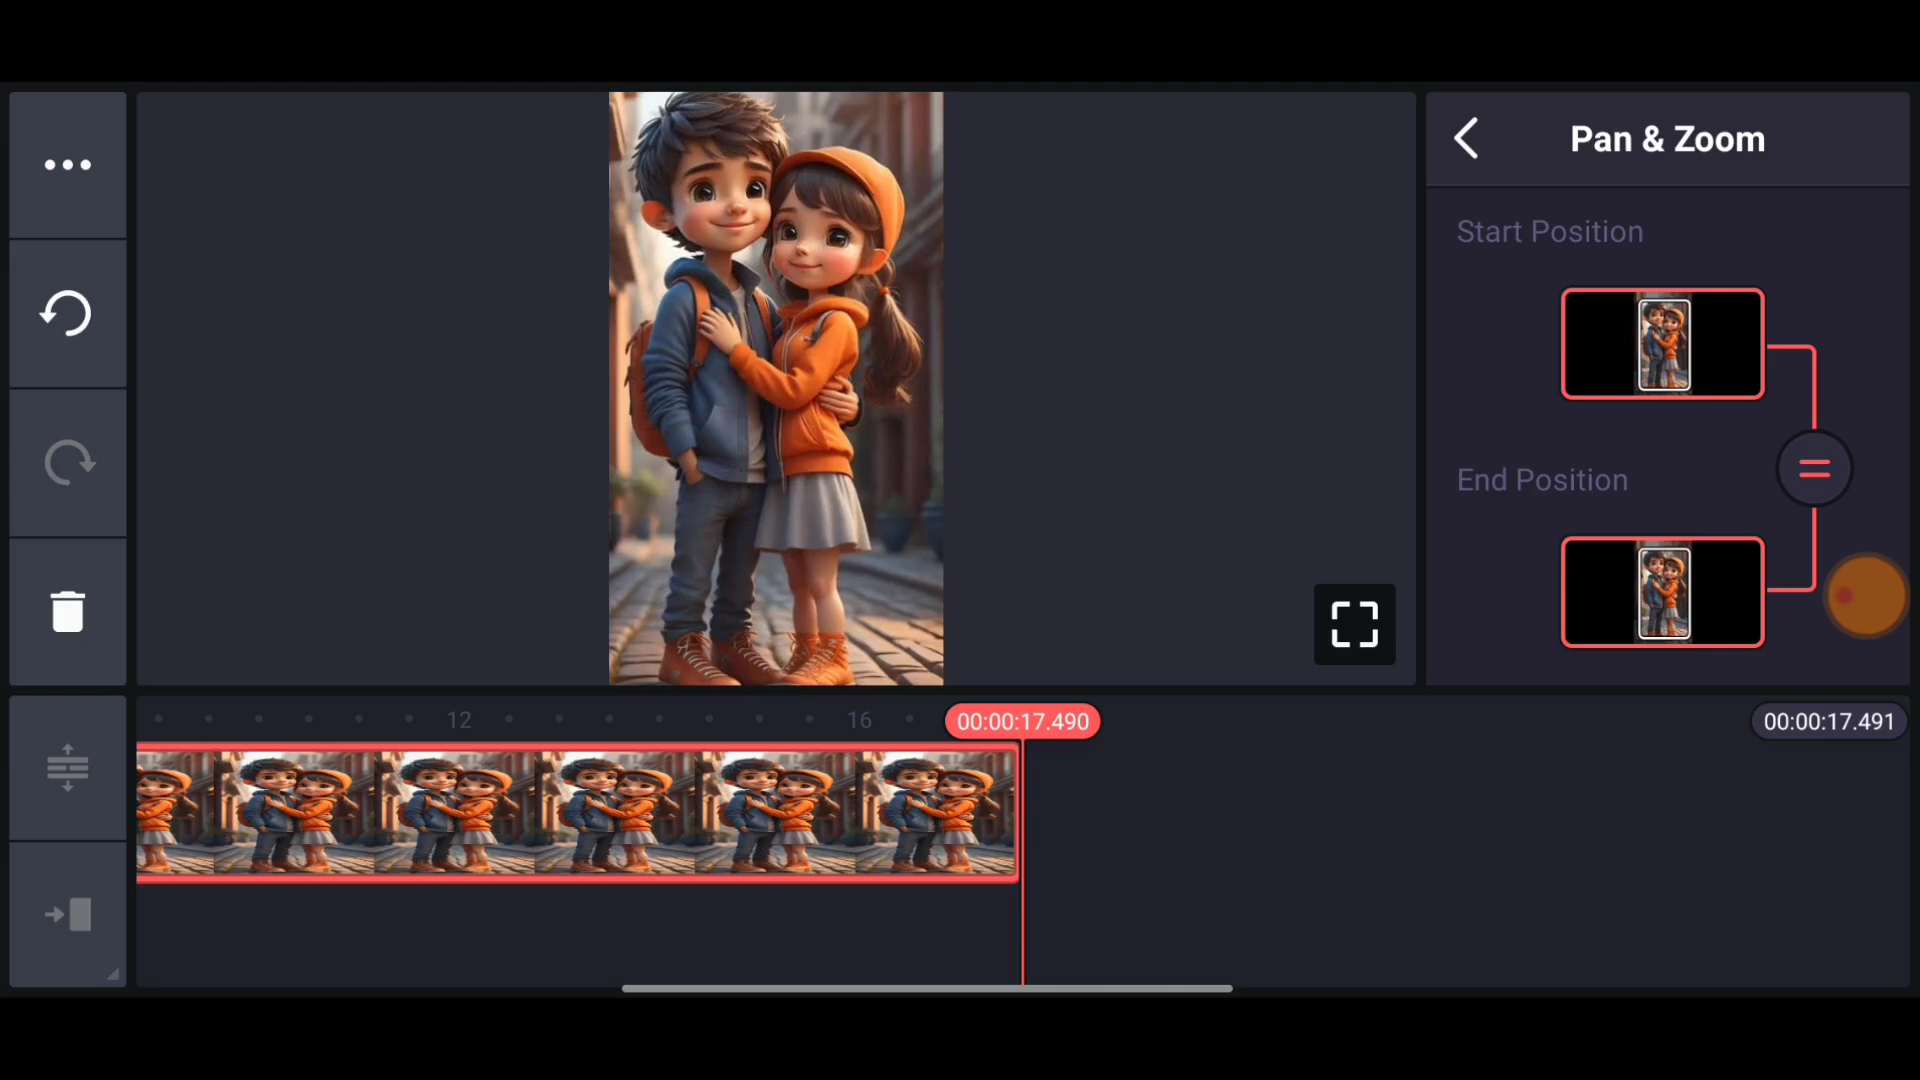 Pan & Zoom
Start Position
End Position
12
16
00:00:17.490
00:00:17.491